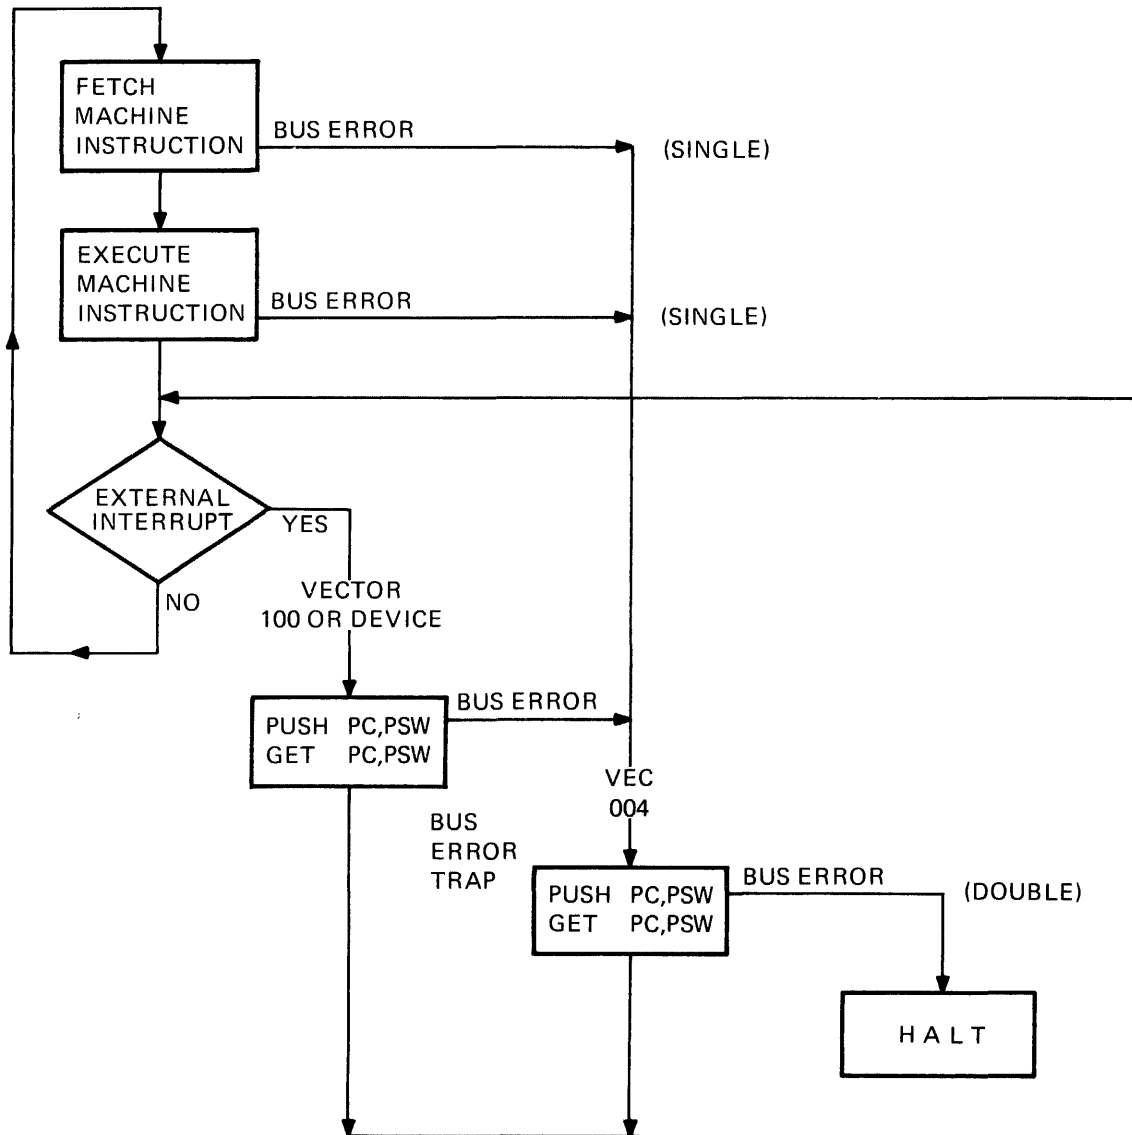 FETCH
MACHINE
INSTRUCTION
BUS ERROR
(SINGLE)
EXECUTE
MACHINE
INSTRUCTION
BUS ERROR
(SINGLE)
EXTERNAL
INTERRUPT
YES
NO
VECTOR
100 OR DEVICE
PUSH PC,PSW
GET PC,PSW
BUS ERROR
VEC
004
BUS
ERROR
TRAP
PUSH PC,PSW
GET PC,PSW
BUS ERROR
(DOUBLE)
HALT